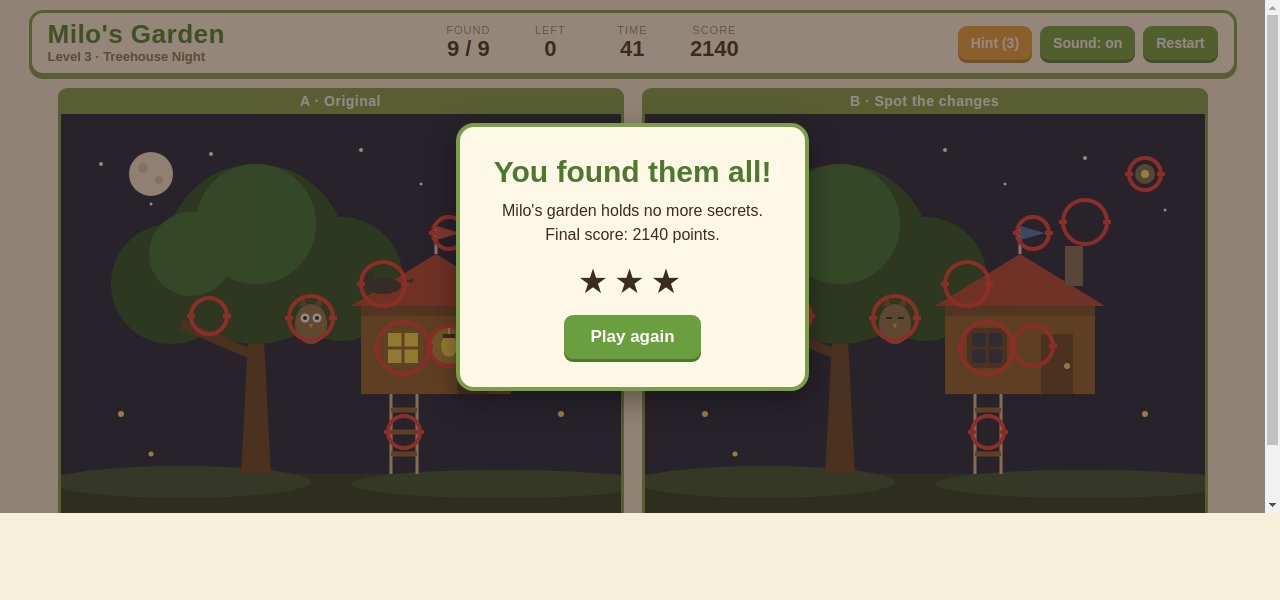 Milo's Garden
Level 3 · Treehouse Night
FOUND
9 / 9
LEFT
0
TIME
41
SCORE
2140
Hint (3)
Sound: on
Restart
A · Original
B · Spot the changes
You found them all!
Milo's garden holds no more secrets.
Final score: 2140 points.
★ ★ ★
Play again